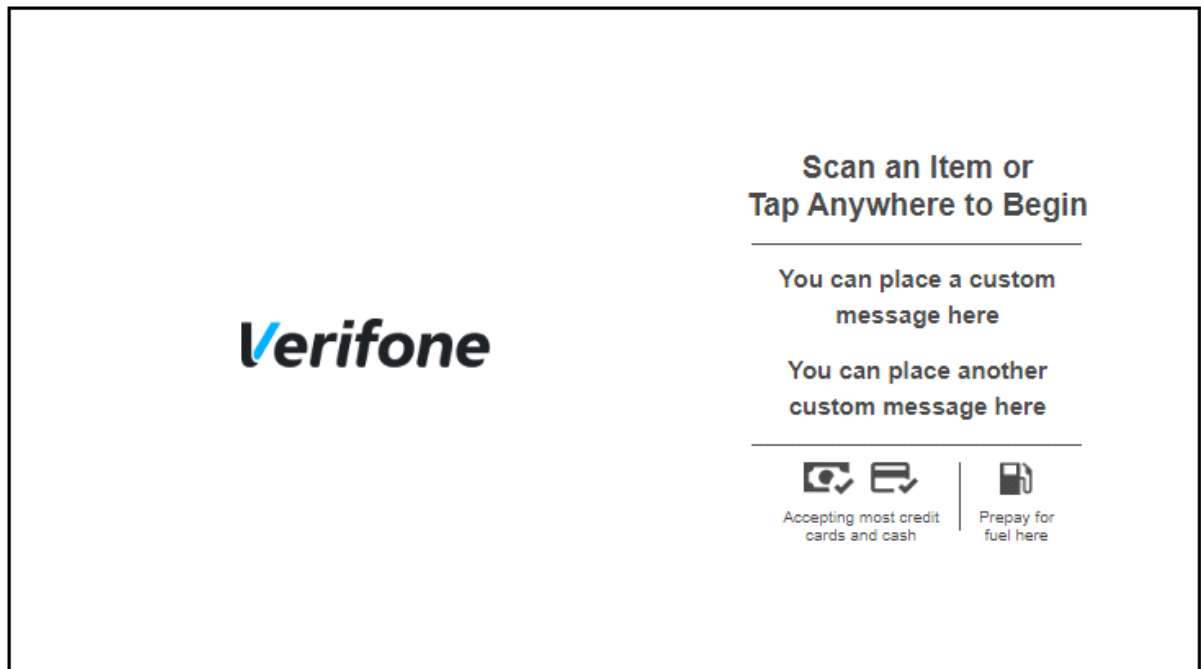 Verifone
Scan an Item or
Tap Anywhere to Begin
You can place a custom
message here
You can place another
custom message here
Accepting most credit
cards and cash
Prepay for
fuel here